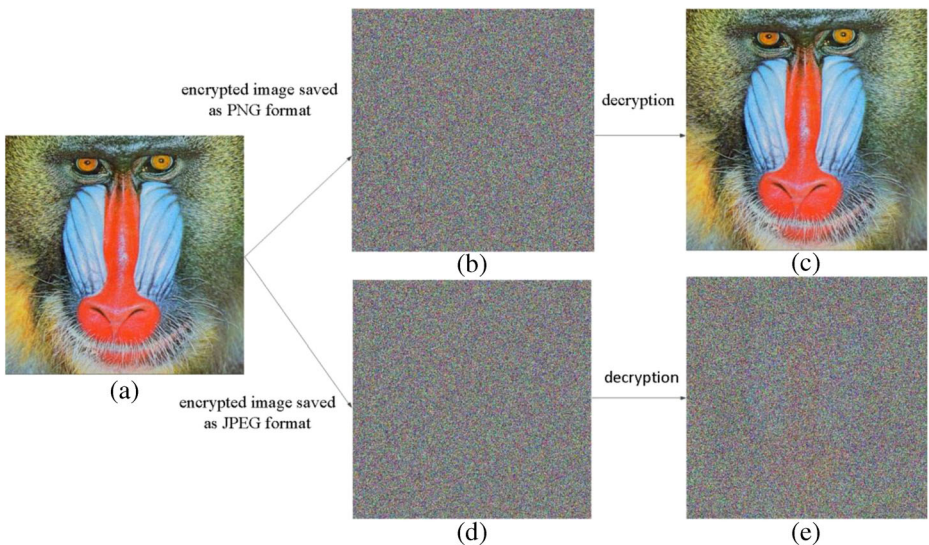 encrypted image saved
as PNG format
decryption
(b)
(c)
(a)
encrypted image saved
as JPEG format
decryption
(d)
(e)